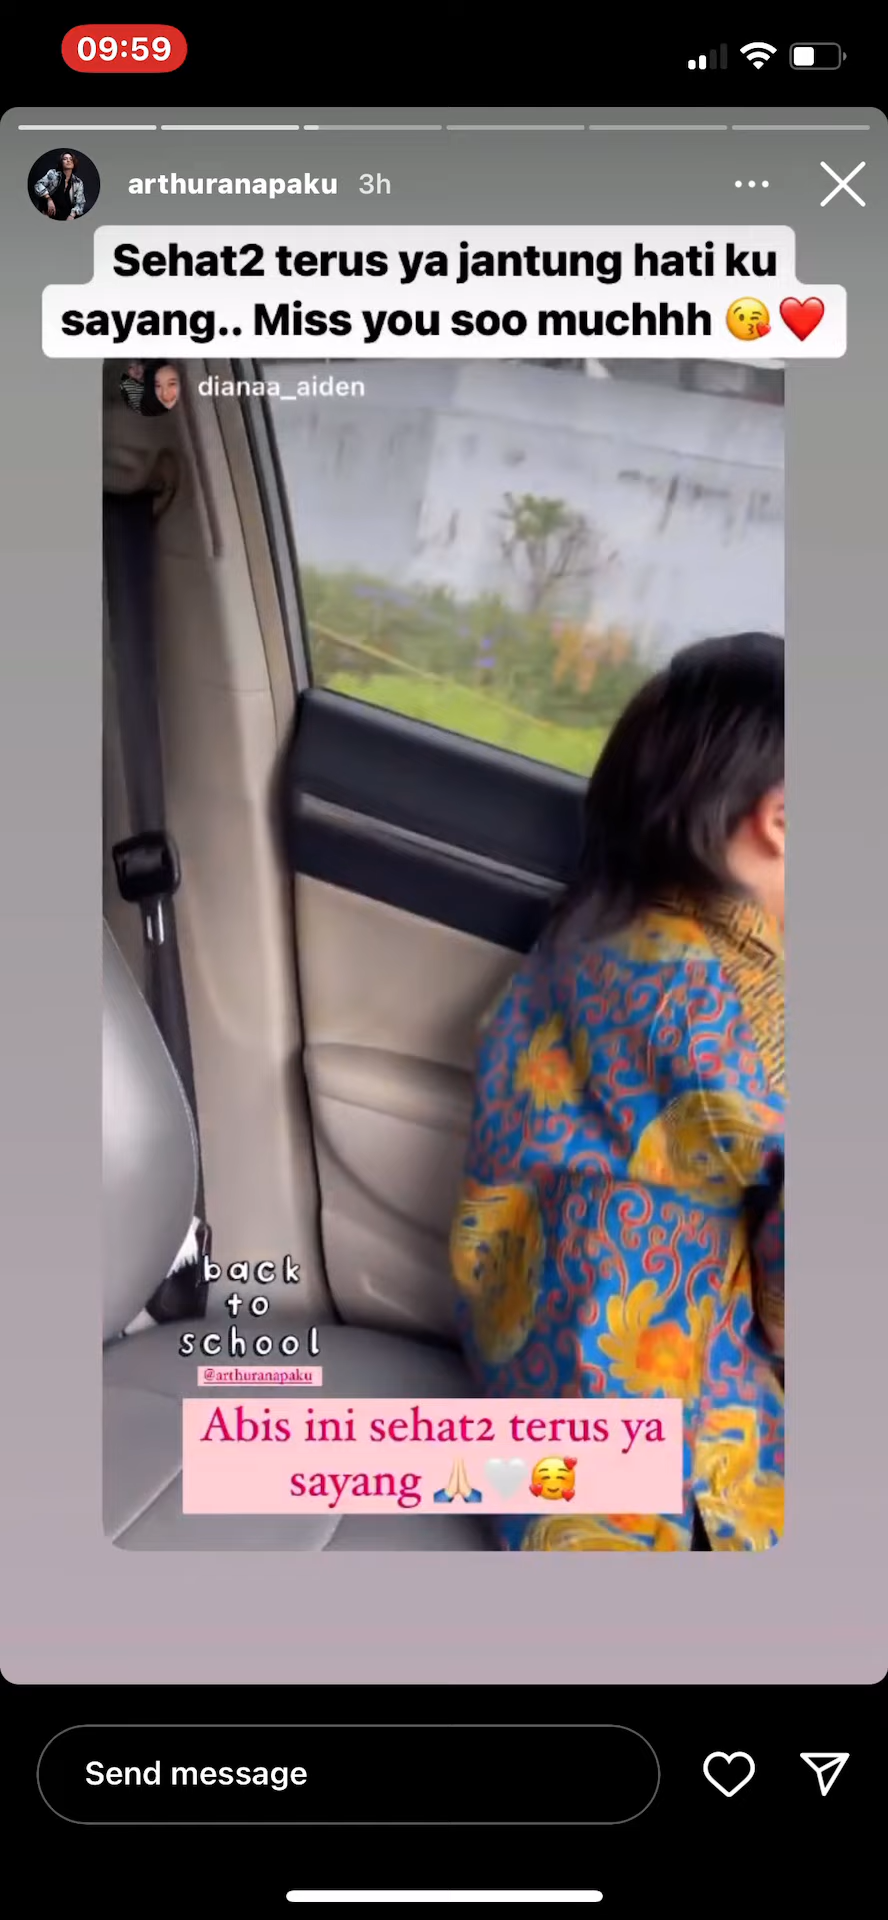 09:59
arthuranapaku 3h
Sehat2 terus ya jantung hati ku
sayang.. Miss you soo muchhh 😘❤️
dianaa_aiden
back
to
school
@arthuranapaku
Abis ini sehat2 terus ya
sayang 🙏🏻🤍🥰
Send message